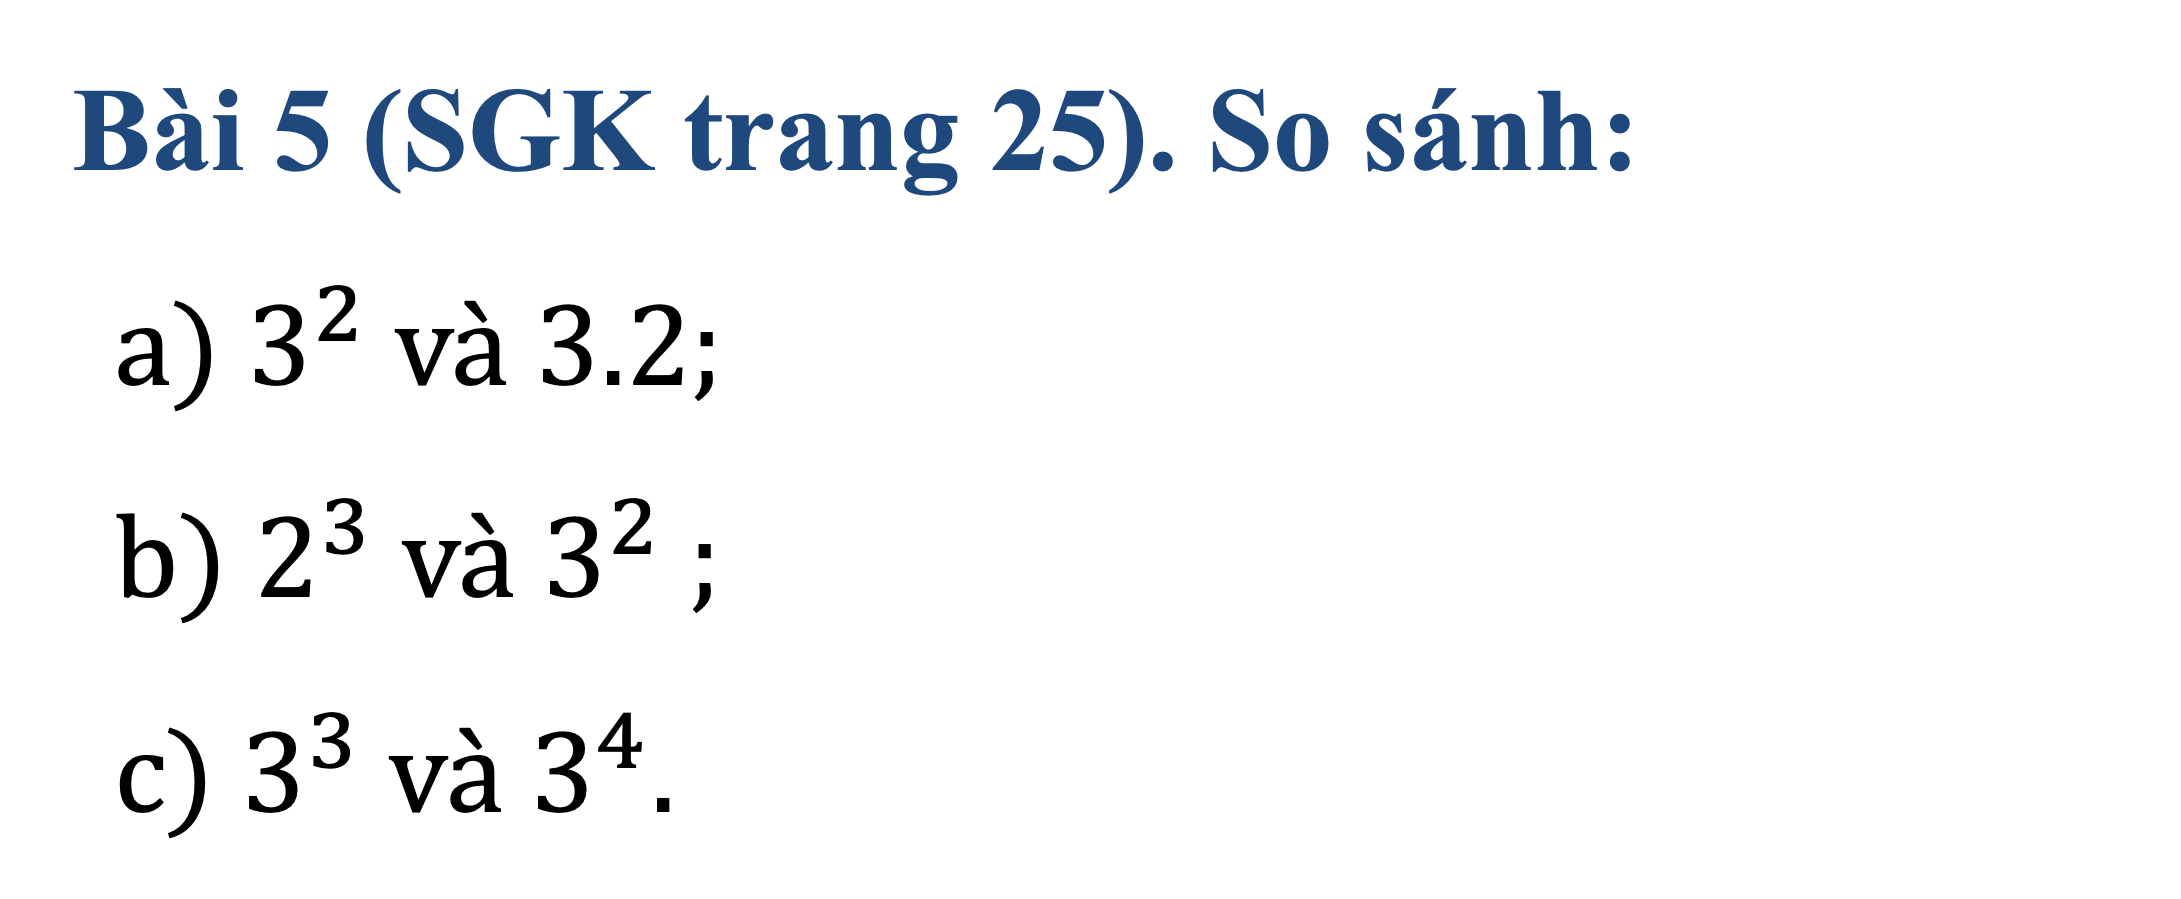 Bài 5 (SGK trang 25). So sánh:
a) 3² và 3.2;
b) 2³ và 3² ;
c) 3³ và 3⁴.